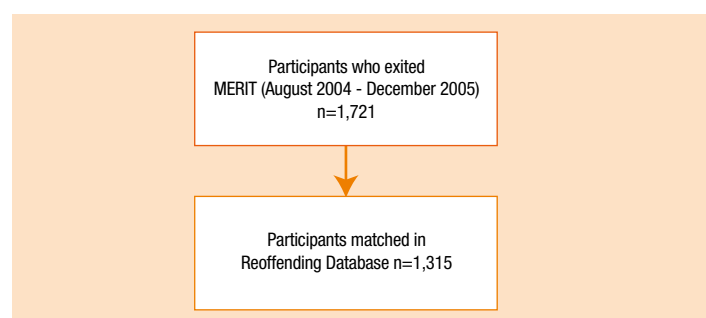 Participants who exited
MERIT (August 2004 - December 2005)
n=1,721
Participants matched in
Reoffending Database n=1,315